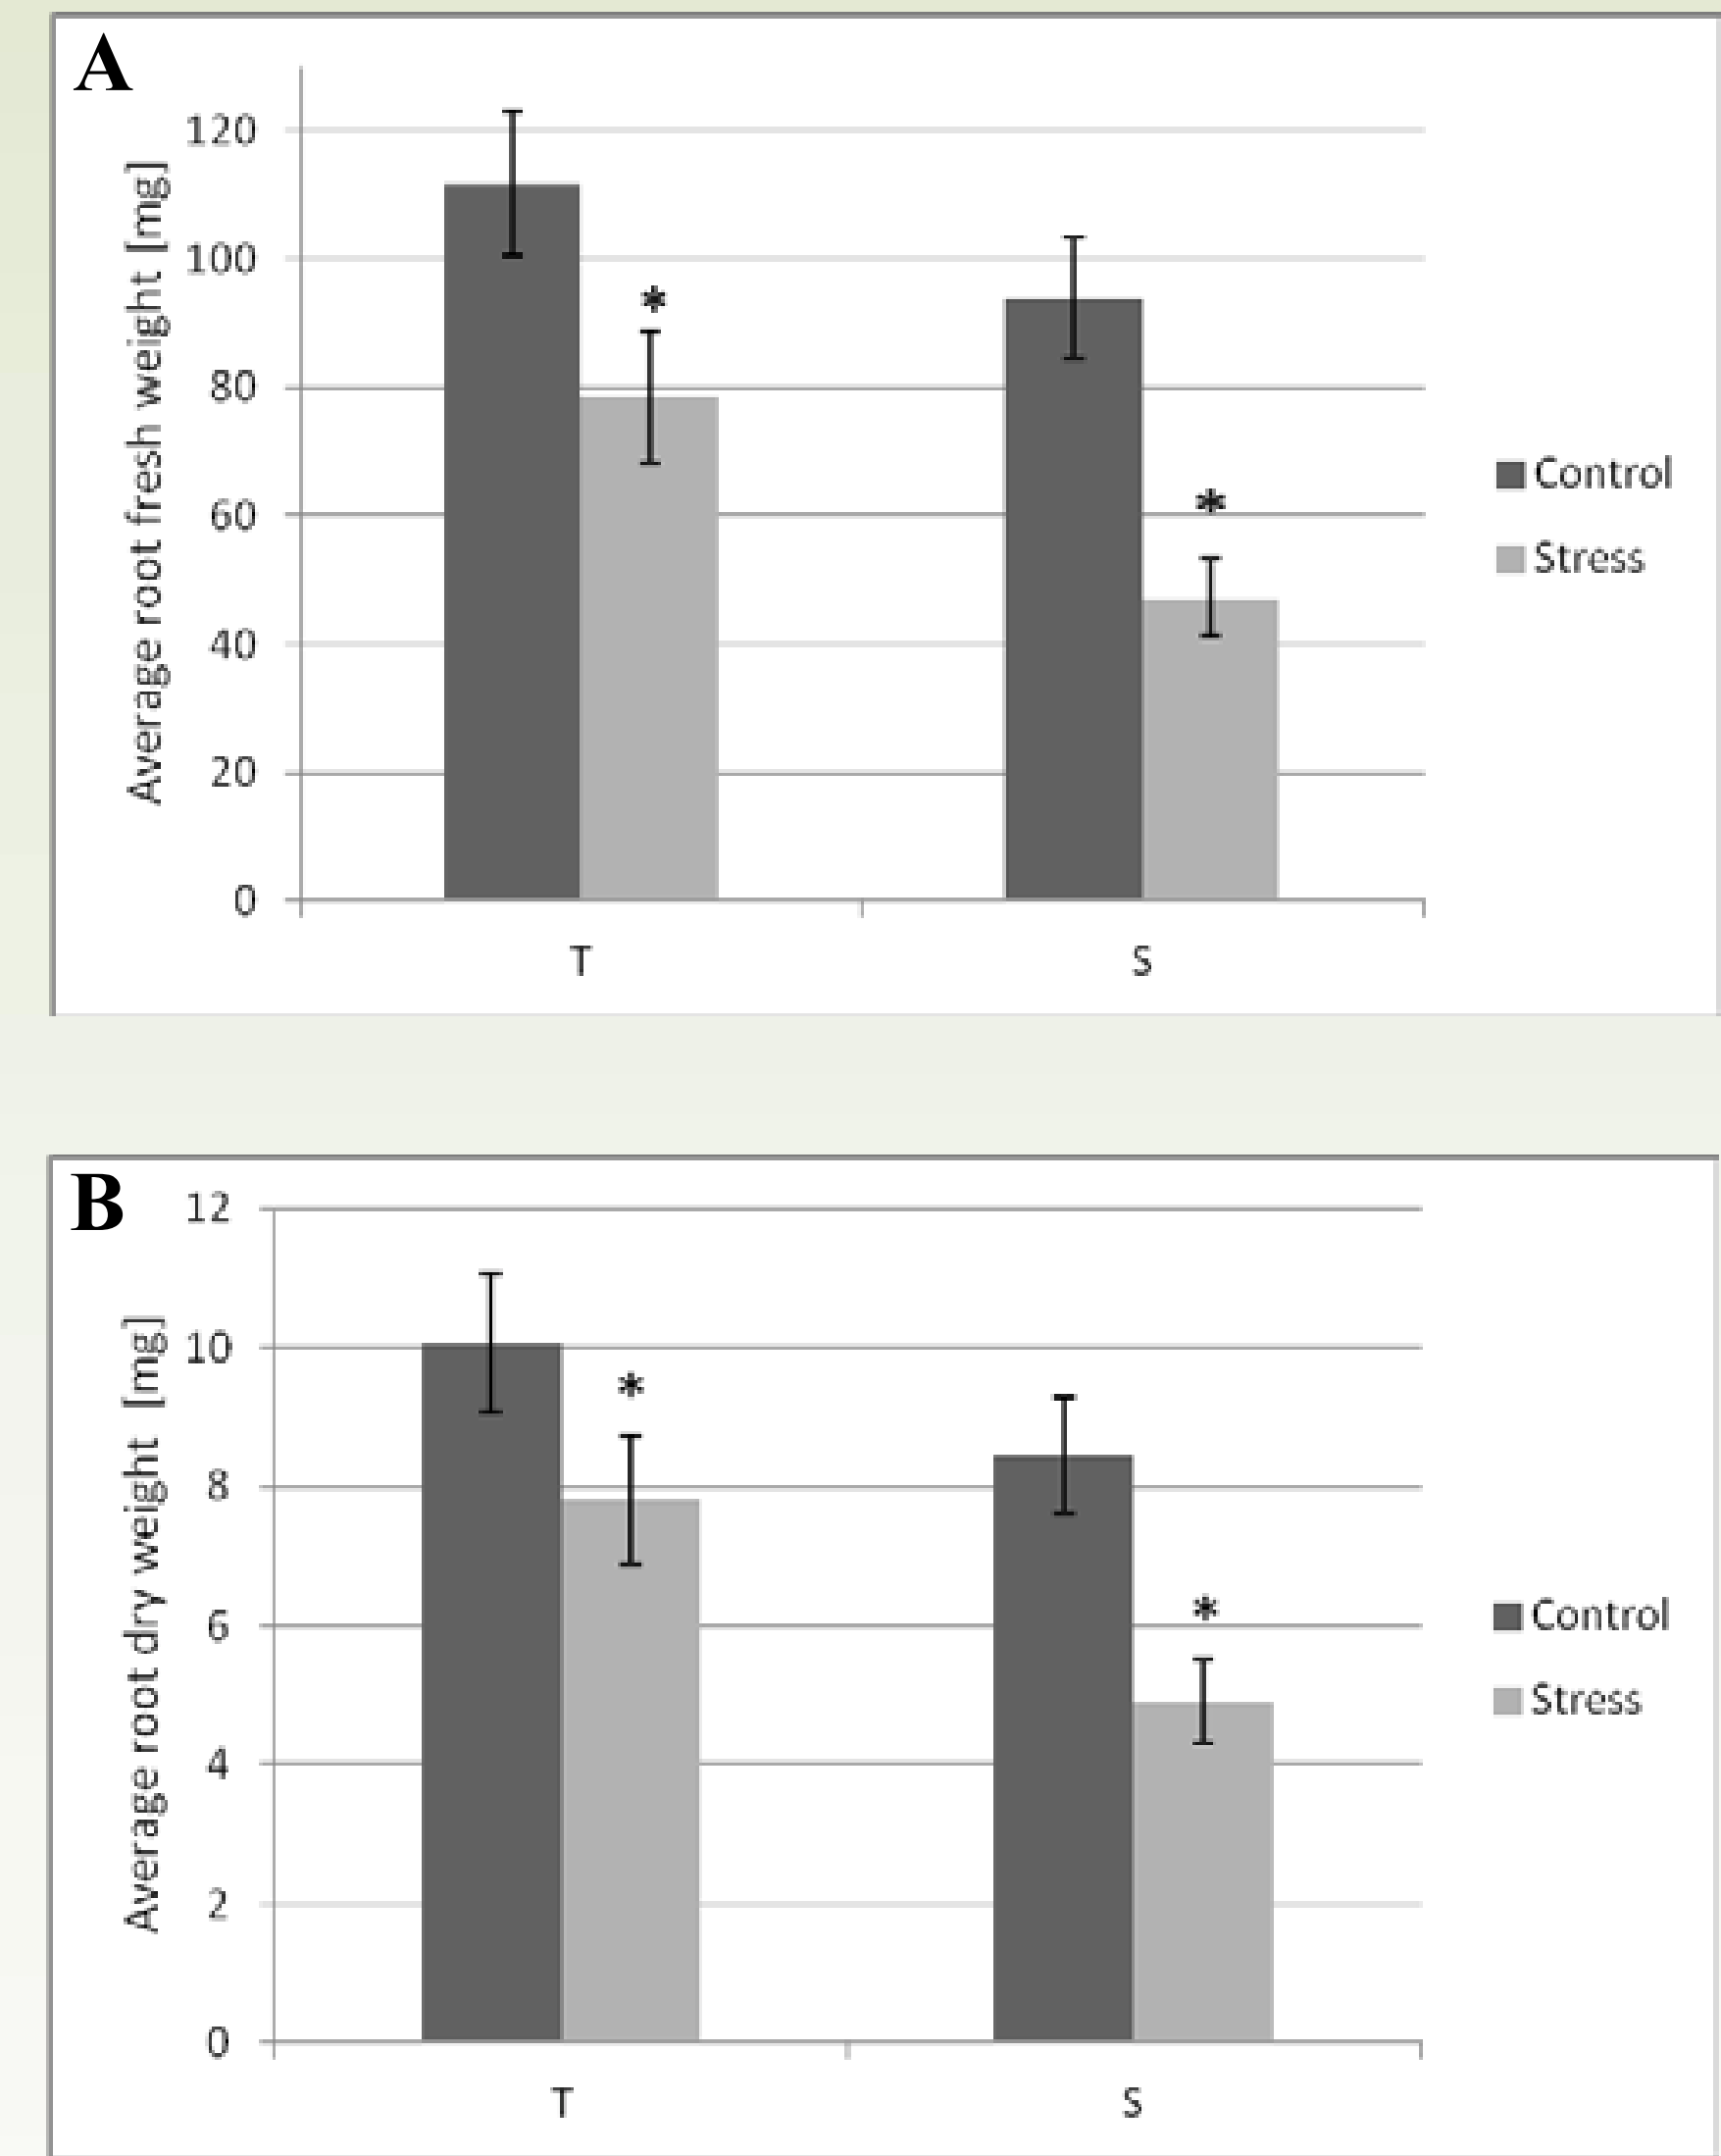 A
Average root fresh weight [mg]
120
100
80
60
40
20
0
*
*
T
S
Control
Stress
B
Average root dry weight [mg]
12
10
8
6
4
2
0
*
*
T
S
Control
Stress